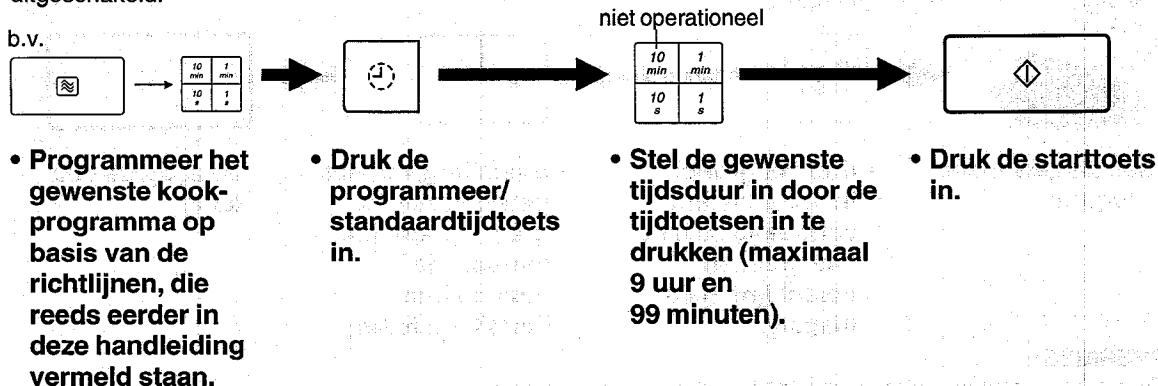 uitgeschakeld.
niet operationeel
b.v.
10 min 1 min
10 s 1 s
10 min 1 min
10 s 1 s
• Programmeer het
gewenste kook-
programma op
basis van de
richtlijnen, die
reeds eerder in
deze handleiding
vermeld staan.
• Druk de
programmeer/
standaardtijdtoets
in.
• Stel de gewenste
tijdsduur in door de
tijdtoetsen in te
drukken (maximaal
9 uur en
99 minuten).
• Druk de starttoets
in.